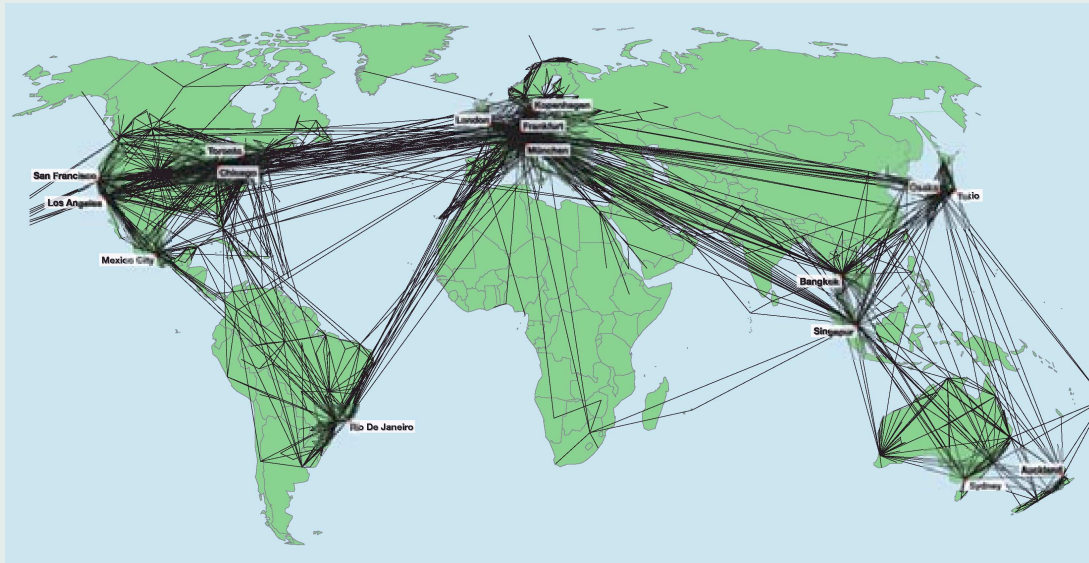 Kopenhagen
London
Frankfurt
München
Toronto
Chicago
San Francisco
Los Angeles
Mexico City
Osaka
Tokio
Bangkok
Singapur
Rio De Janeiro
Auckland
Sydney